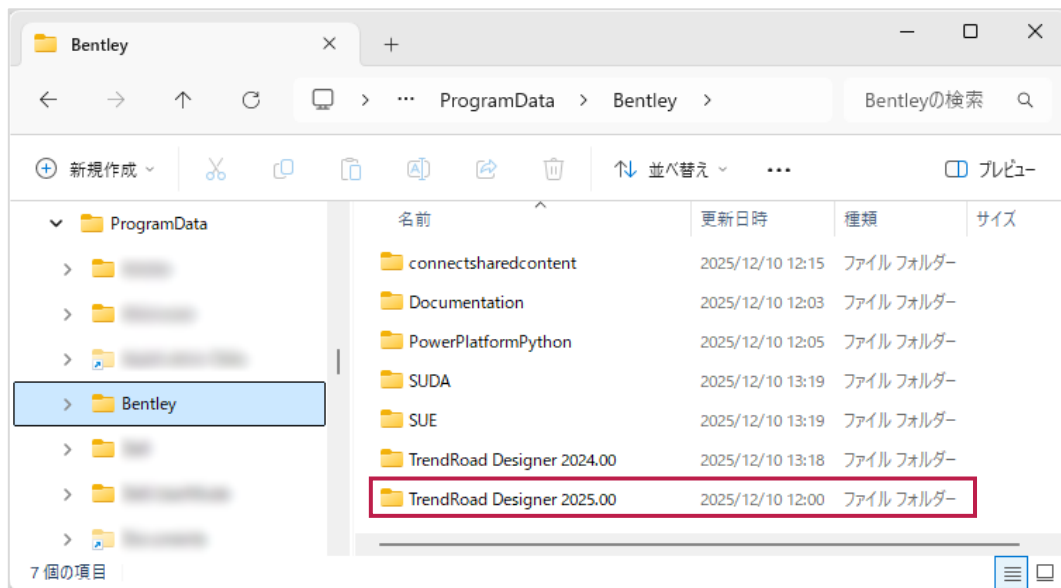 Bentley
… ProgramData Bentley Bentleyの検索
新規作成 並べ替え … プレビュー
ProgramData
Bentley
名前 更新日時 種類 サイズ
connectsharedcontent 2025/12/10 12:15 ファイル フォルダー
Documentation 2025/12/10 12:03 ファイル フォルダー
PowerPlatformPython 2025/12/10 12:05 ファイル フォルダー
SUDA 2025/12/10 13:19 ファイル フォルダー
SUE 2025/12/10 13:19 ファイル フォルダー
TrendRoad Designer 2024.00 2025/12/10 13:18 ファイル フォルダー
TrendRoad Designer 2025.00 2025/12/10 12:00 ファイル フォルダー
7 個の項目